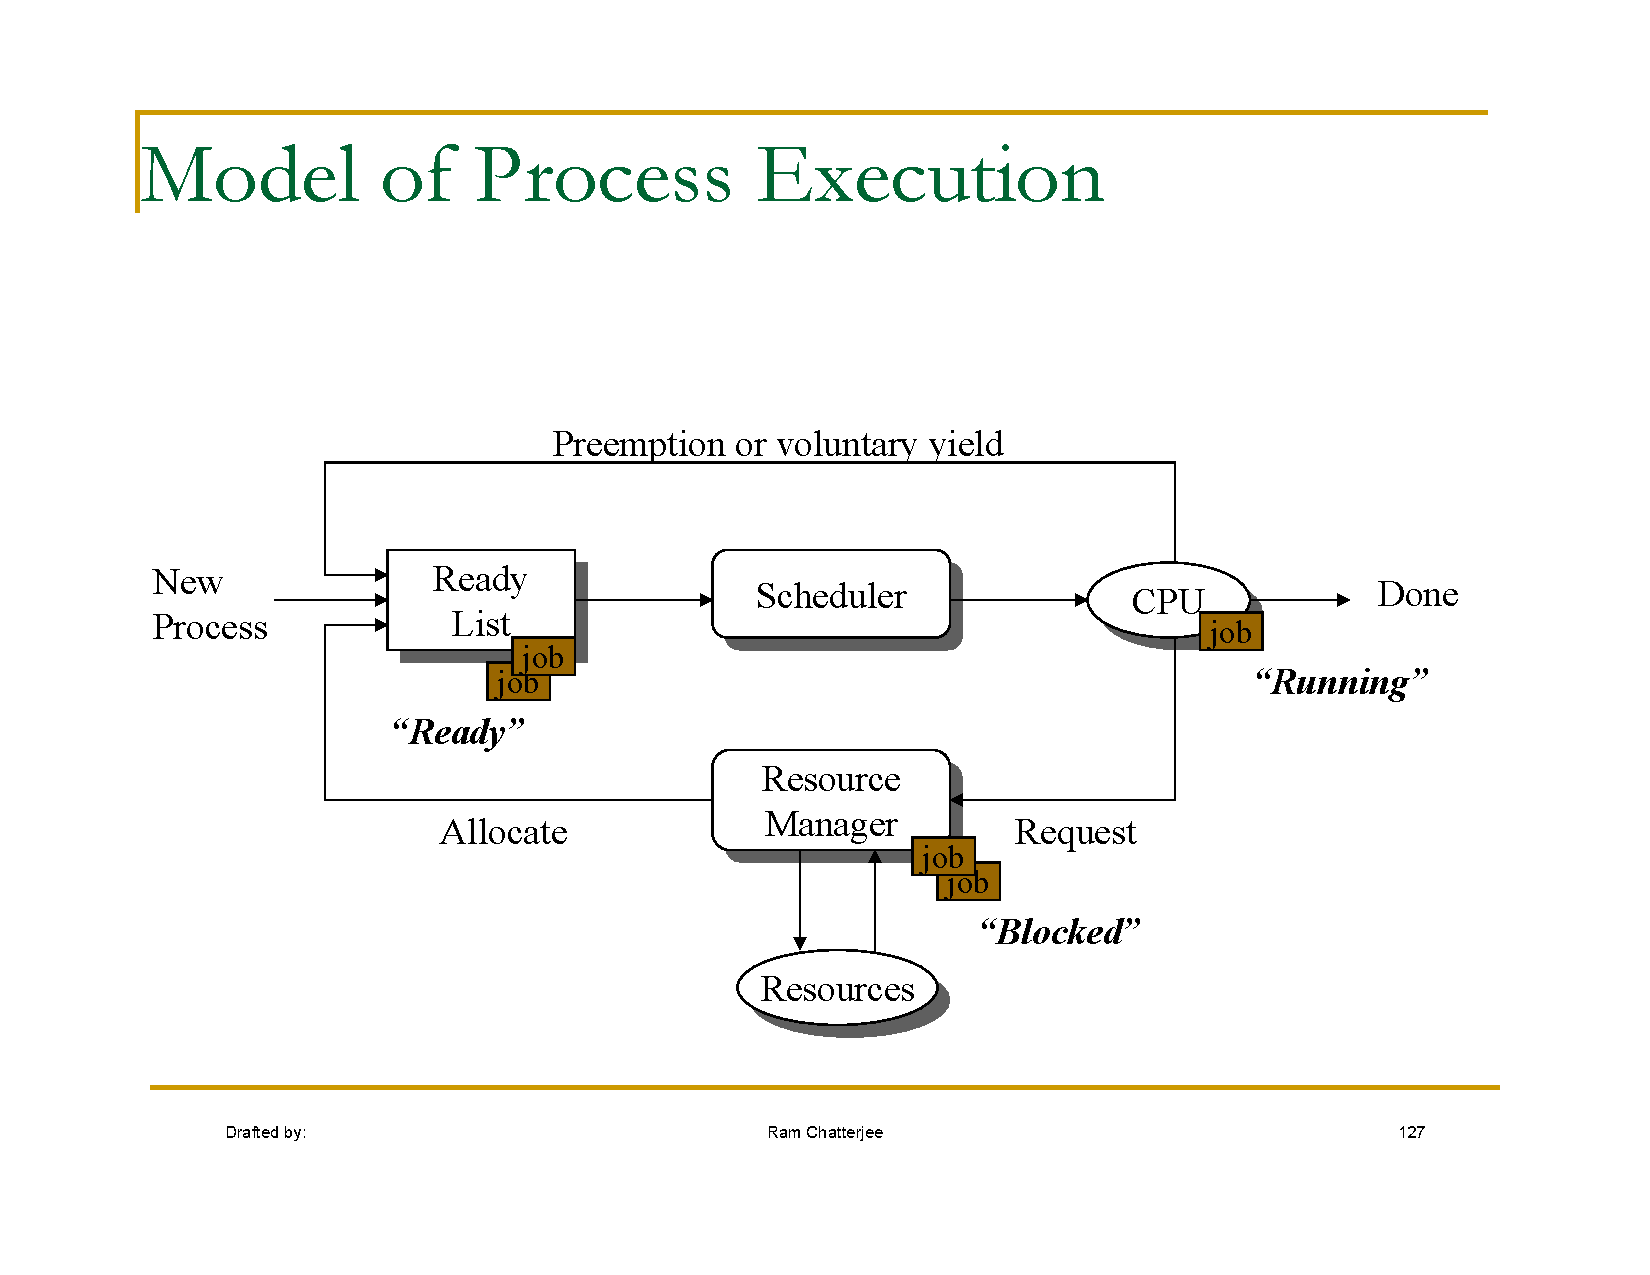 Model of Process Execution
Preemption or voluntary yield
New
Process
Ready
List
job
job
“Ready”
Scheduler
CPU
job
Done
“Running”
Resource
Manager
job
job
Allocate
Request
“Blocked”
Resources
Drafted by:
Ram Chatterjee
127